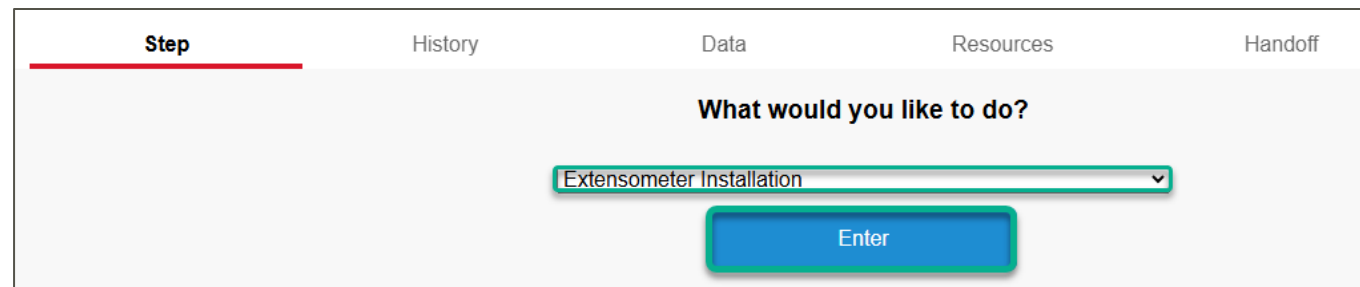 Step History Data Resources Handoff
What would you like to do?
Extensometer Installation
Enter